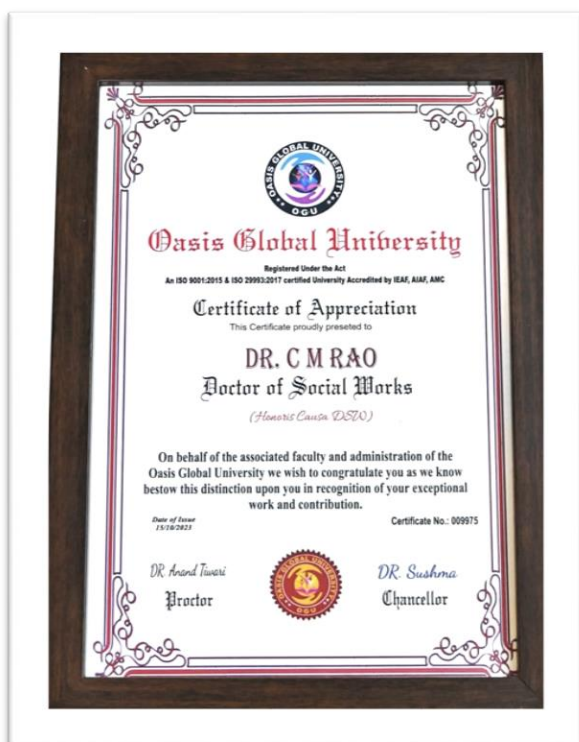 OASIS GLOBAL UNIVERSITY
OGU
Oasis Global University
Registered Under the Act
An ISO 9001:2015 & ISO 29993:2017 certified University Accredited by IEAF, AIAF, AMC
Certificate of Appreciation
This Certificate proudly preseted to
DR. C M RAO
Doctor of Social Works
(Honoris Causa DSW)
On behalf of the associated faculty and administration of the
Oasis Global University we wish to congratulate you as we know
bestow this distinction upon you in recognition of your exceptional
work and contribution.
Date of Issue
15/10/2023
Certificate No.: 009975
DR. Anand Tiwari
Proctor
OASIS GLOBAL UNIVERSITY
OGU
DR. Sushma
Chancellor